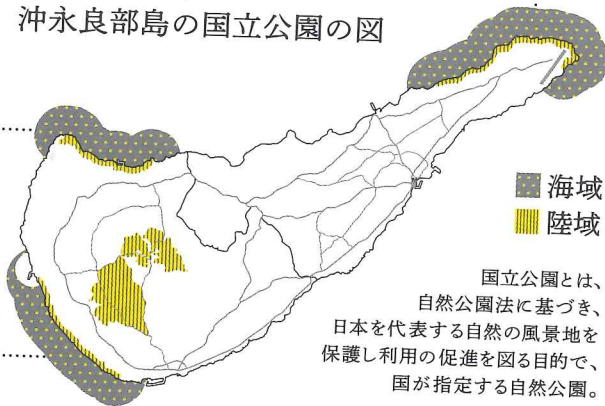 沖永良部島の国立公園の図
海域
陸域
国立公園とは、
自然公園法に基づき、
日本を代表する自然の風景地を
保護し利用の促進を図る目的で、
国が指定する自然公園。